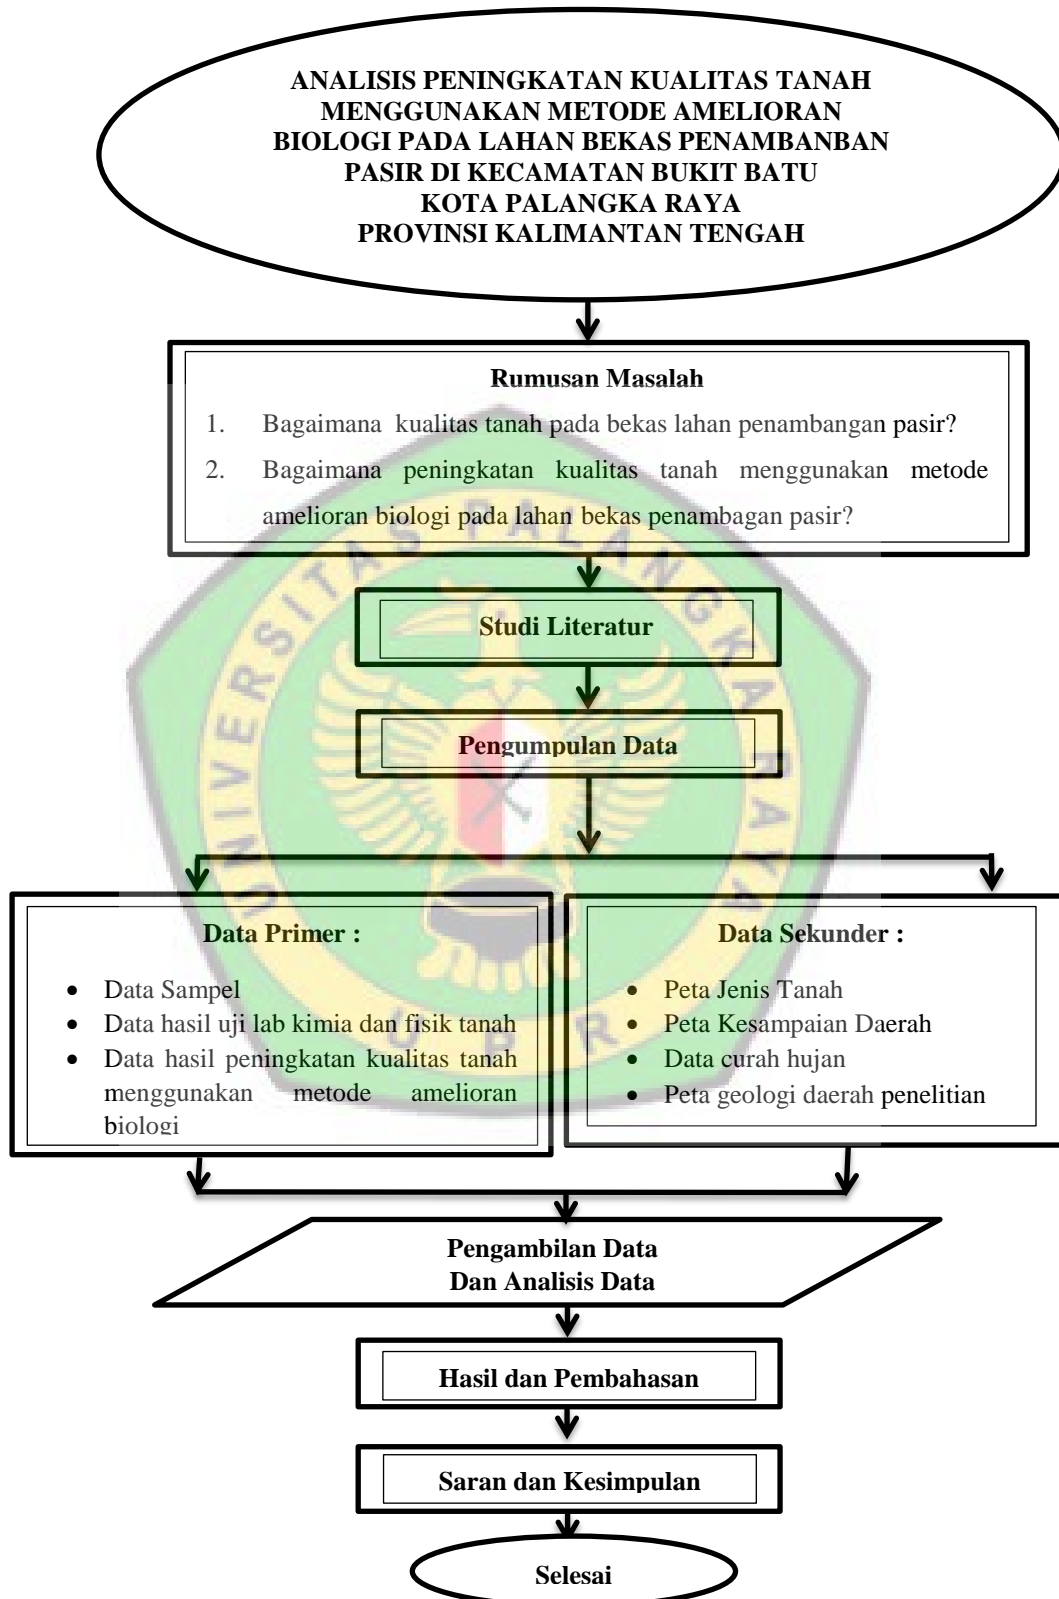 ANALISIS PENINGKATAN KUALITAS TANAH
MENGGUNAKAN METODE AMELIORAN
BIOLOGI PADA LAHAN BEKAS PENAMBANBAN
PASIR DI KECAMATAN BUKIT BATU
KOTA PALANGKA RAYA
PROVINSI KALIMANTAN TENGAH
Rumusan Masalah
1. Bagaimana kualitas tanah pada bekas lahan penambangan pasir?
2. Bagaimana peningkatan kualitas tanah menggunakan metode
amelioran biologi pada lahan bekas penambagan pasir?
Studi Literatur
Pengumpulan Data
Data Primer :
• Data Sampel
• Data hasil uji lab kimia dan fisik tanah
• Data hasil peningkatan kualitas tanah
menggunakan metode amelioran
biologi
Data Sekunder :
• Peta Jenis Tanah
• Peta Kesampaian Daerah
• Data curah hujan
• Peta geologi daerah penelitian
Pengambilan Data
Dan Analisis Data
Hasil dan Pembahasan
Saran dan Kesimpulan
Selesai
UNIVERSITAS PALANGKA RAYA
UPR